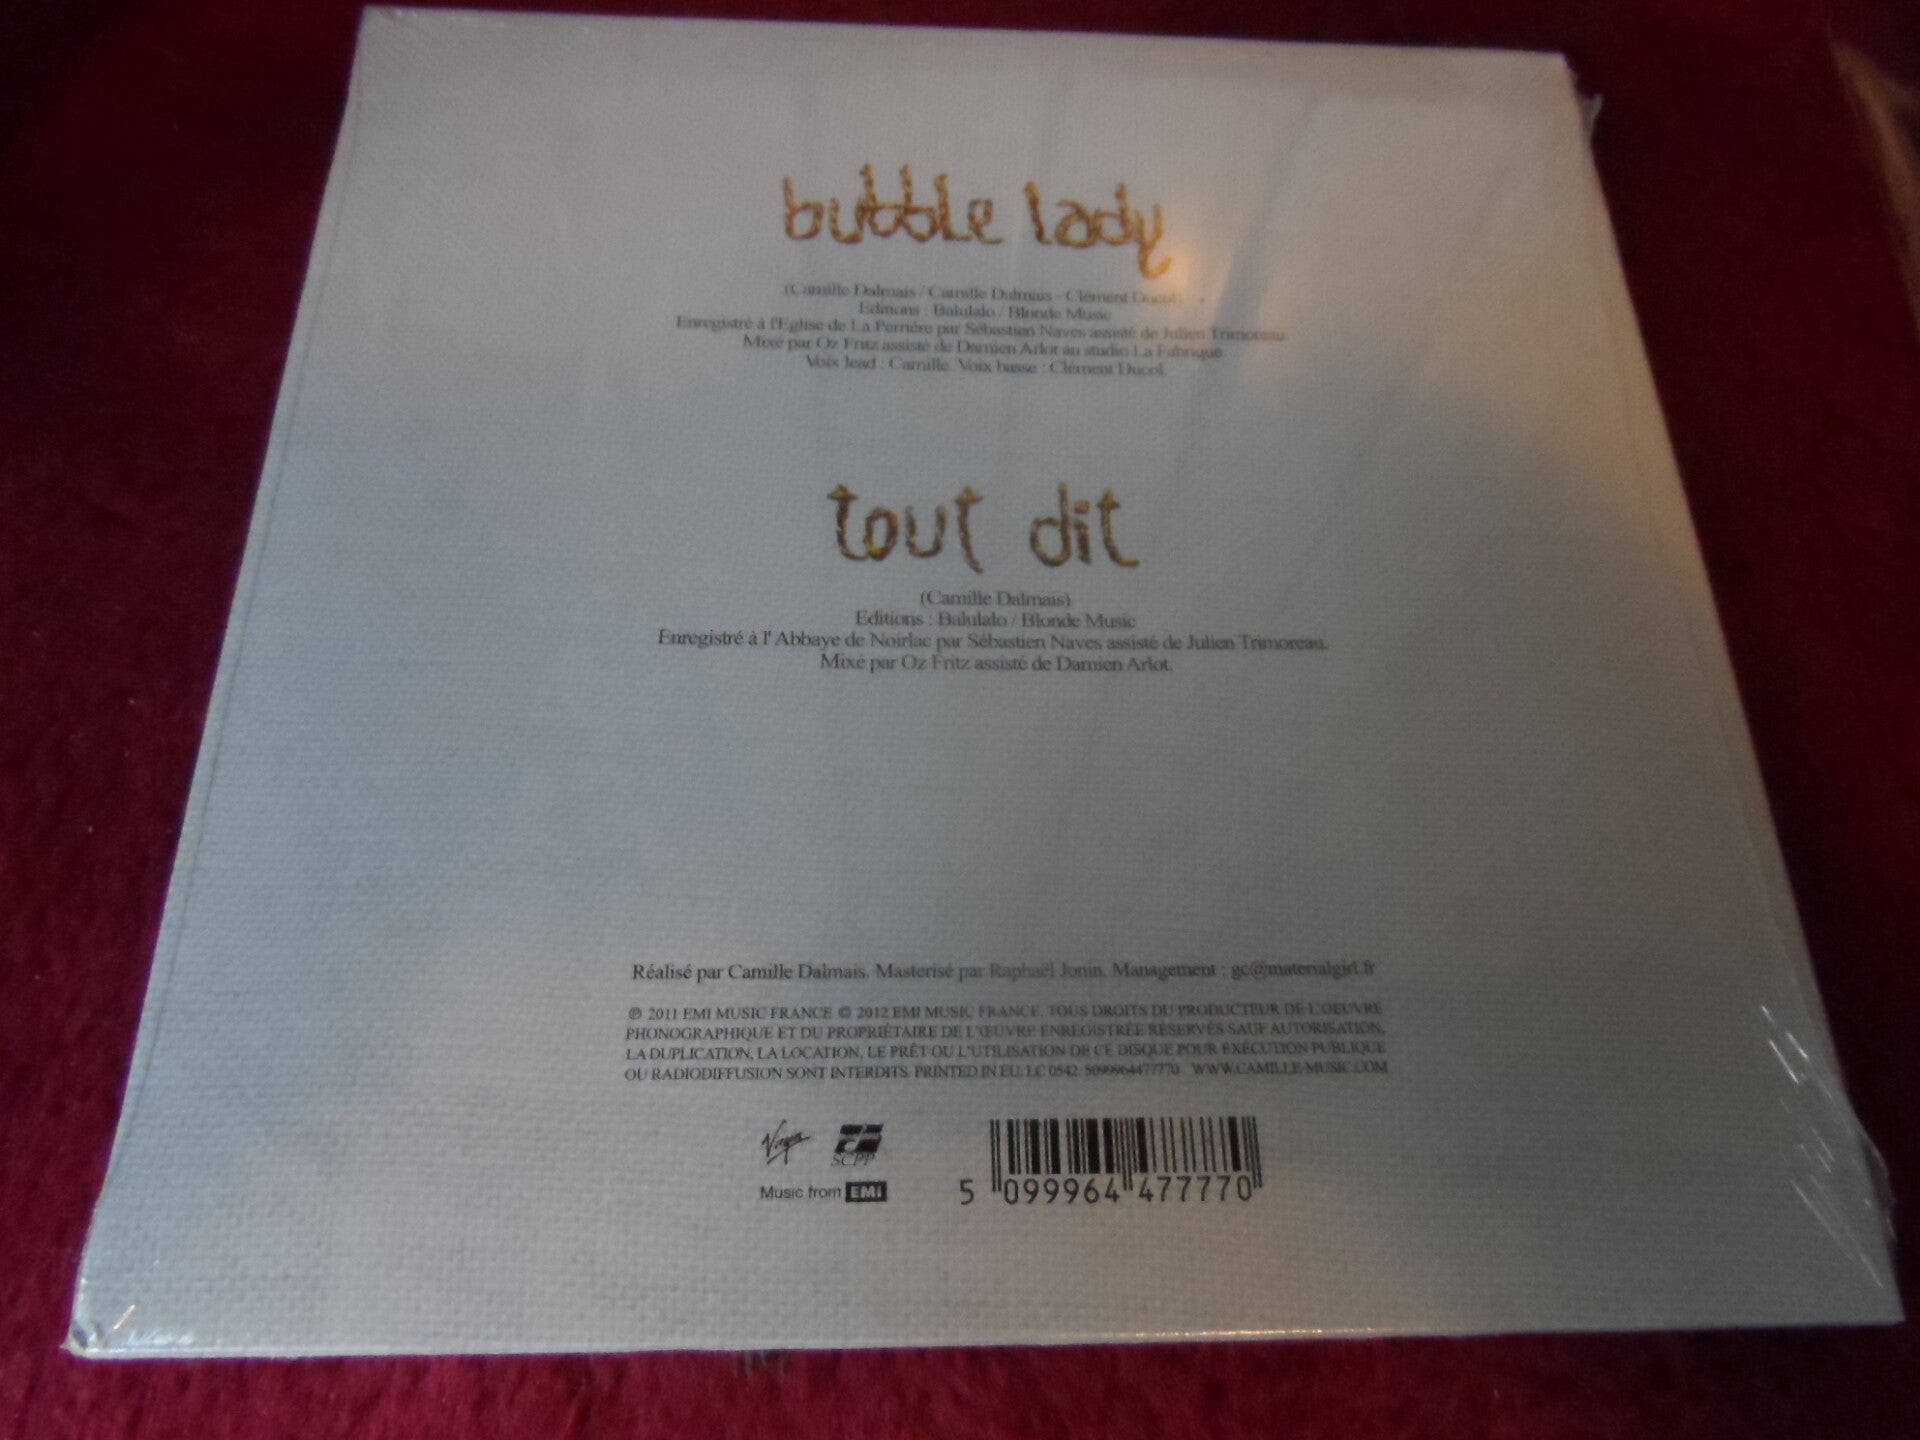 bubble lady
(Camille Dalmais / Camille Dalmais - Clément Ducol)
Editions : Balulalo / Blonde Music
Enregistré à l'Eglise de La Perrière par Sébastien Naves assisté de Julien Trimoreau.
Mixé par Oz Fritz assisté de Damien Arlot au studio La Fabrique.
Voix lead : Camille. Voix basse : Clément Ducol.
tout dit
(Camille Dalmais)
Editions : Balulalo / Blonde Music
Enregistré à l'Abbaye de Noirlac par Sébastien Naves assisté de Julien Trimoreau.
Mixé par Oz Fritz assisté de Damien Arlot.
Réalisé par Camille Dalmais. Masterisé par Raphaël Jonin. Management : gc@materialgirl.fr
℗ 2011 EMI MUSIC FRANCE © 2012 EMI MUSIC FRANCE. TOUS DROITS DU PRODUCTEUR DE L'OEUVRE
PHONOGRAPHIQUE ET DU PROPRIÉTAIRE DE L'ŒUVRE ENREGISTRÉE RÉSERVÉS SAUF AUTORISATION,
LA DUPLICATION, LA LOCATION, LE PRÊT OU L'UTILISATION DE CE DISQUE POUR EXÉCUTION PUBLIQUE
OU RADIODIFFUSION SONT INTERDITS. PRINTED IN EU. LC 0542. 5099964477770 WWW.CAMILLE-MUSIC.COM
Virgin
SCPP
Music from EMI
5 099964 477770